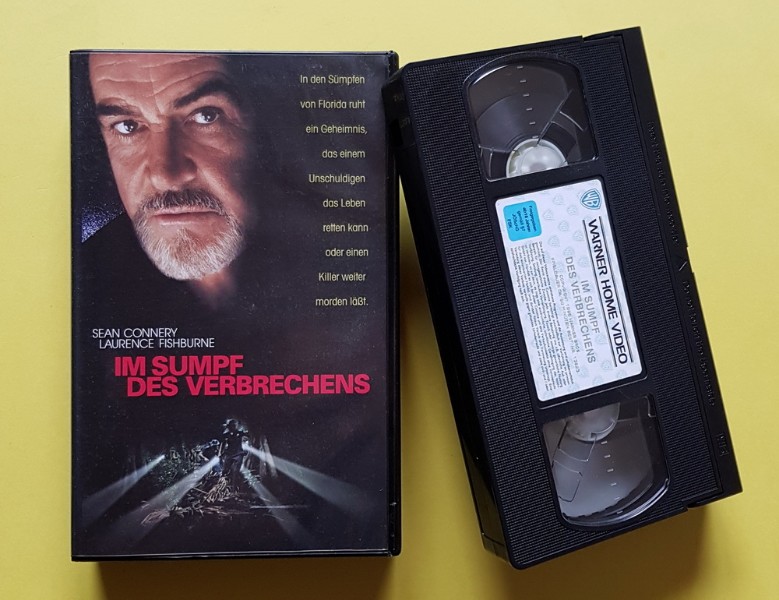 In den Sümpfen
von Florida ruht
ein Geheimnis,
das einem
Unschuldigen
das Leben
retten kann
oder einen
Killer weiter
morden läßt.
SEAN CONNERY
LAURENCE FISHBURNE
IM SUMPF
DES VERBRECHENS
WB
WARNER HOME VIDEO
IM SUMPF
DES VERBRECHENS